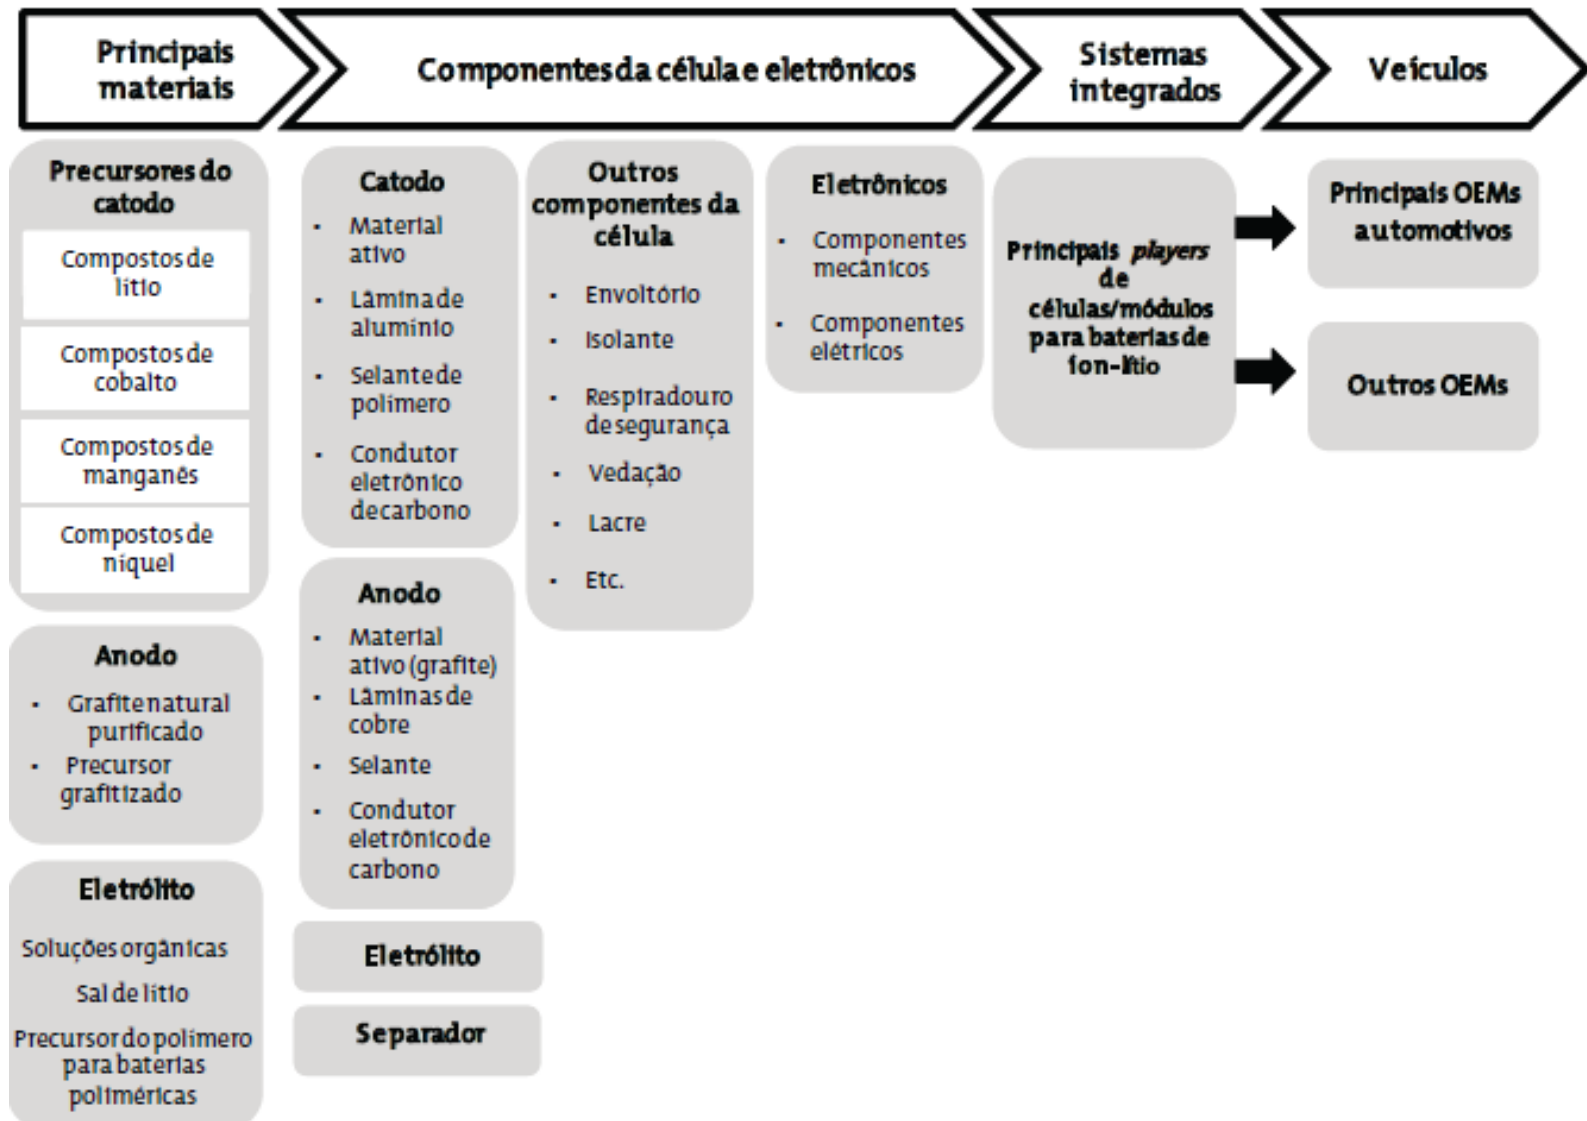 Principais
materiais
Componentes da célula e eletrônicos
Sistemas
integrados
Veículos
Precursores do
catodo
Compostos de
lítio
Compostos de
cobalto
Compostos de
manganês
Compostos de
níquel
Anodo
▪ Grafite natural
purificado
▪ Precursor
grafitizado
Eletrólito
Soluções orgânicas
Sal de lítio
Precursor do polímero
para baterias
poliméricas
Catodo
▪ Material
ativo
▪ Lâmina de
alumínio
▪ Selante de
polímero
▪ Condutor
eletrônico
de carbono
Anodo
▪ Material
ativo (grafite)
▪ Lâminas de
cobre
▪ Selante
▪ Condutor
eletrônico de
carbono
Eletrólito
Separador
Outros
componentes da
célula
▪ Envoltório
▪ Isolante
▪ Respiradouro
de segurança
▪ Vedação
▪ Lacre
▪ Etc.
Eletrônicos
▪ Componentes
mecânicos
▪ Componentes
elétricos
Principais players
de
células/módulos
para baterias de
íon-lítio
Principais OEMs
automotivos
Outros OEMs